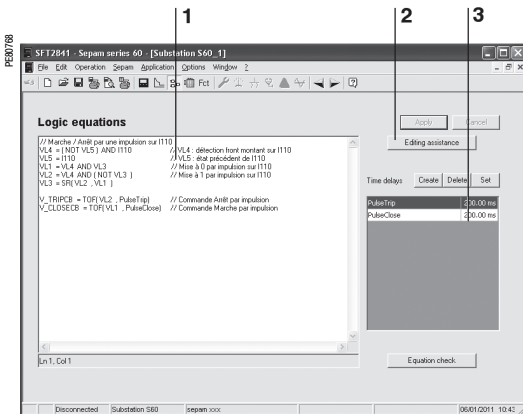 PE80768
1
2
3
SFT2841 - Sepam series 60 - [Substation S60_1]
File Edit Operation Sepam Application Options Window ?
Fct
Logic equations
Apply Cancel
Editing assistance
// Marche / Arrêt par une impulsion sur I110
VL4 = ( NOT VL5 ) AND I110 // VL4 : détection front montant sur I110
VL5 = I110 // VL5 : état précédent de I110
VL1 = VL4 AND VL3 // Mise à 0 par impulsion sur I110
VL2 = VL4 AND ( NOT VL3 ) // Mise à 1 par impulsion sur I110
VL3 = SR( VL2 , VL1 )
V_TRIPCB = TOF( VL2 , PulseTrip) // Commande Arrêt par impulsion
V_CLOSECB = TOF( VL1 , PulseClose) // Commande Marche par impulsion
Time delays Create Delete Set
PulseTrip 200.00 ms
PulseClose 200.00 ms
Ln 1, Col 1
Equation check
Disconnected Substation S60 sepam xxx 06/01/2011 10:43